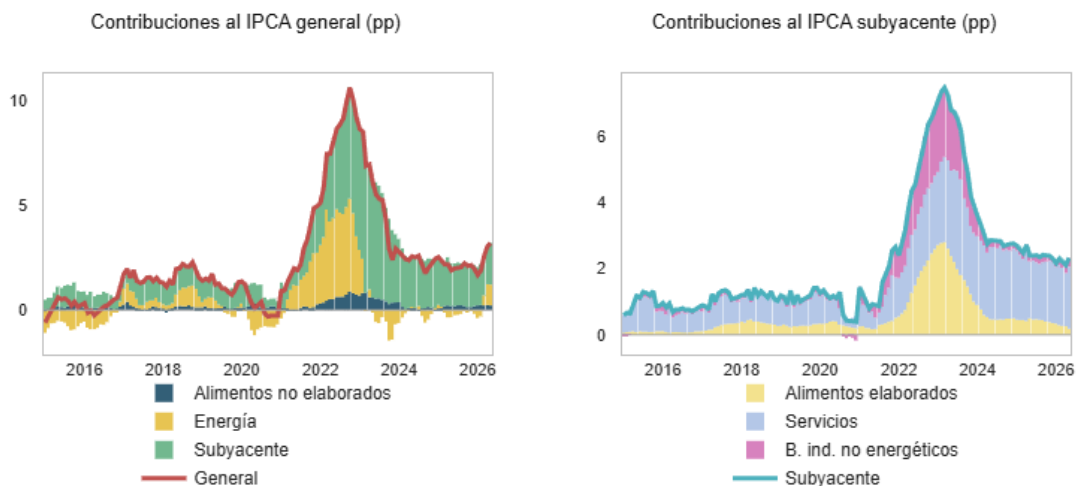 Contribuciones al IPCA general (pp)
10
5
0
2016 2018 2020 2022 2024 2026
Alimentos no elaborados
Energía
Subyacente
General
Contribuciones al IPCA subyacente (pp)
6
4
2
0
2016 2018 2020 2022 2024 2026
Alimentos elaborados
Servicios
B. ind. no energéticos
Subyacente